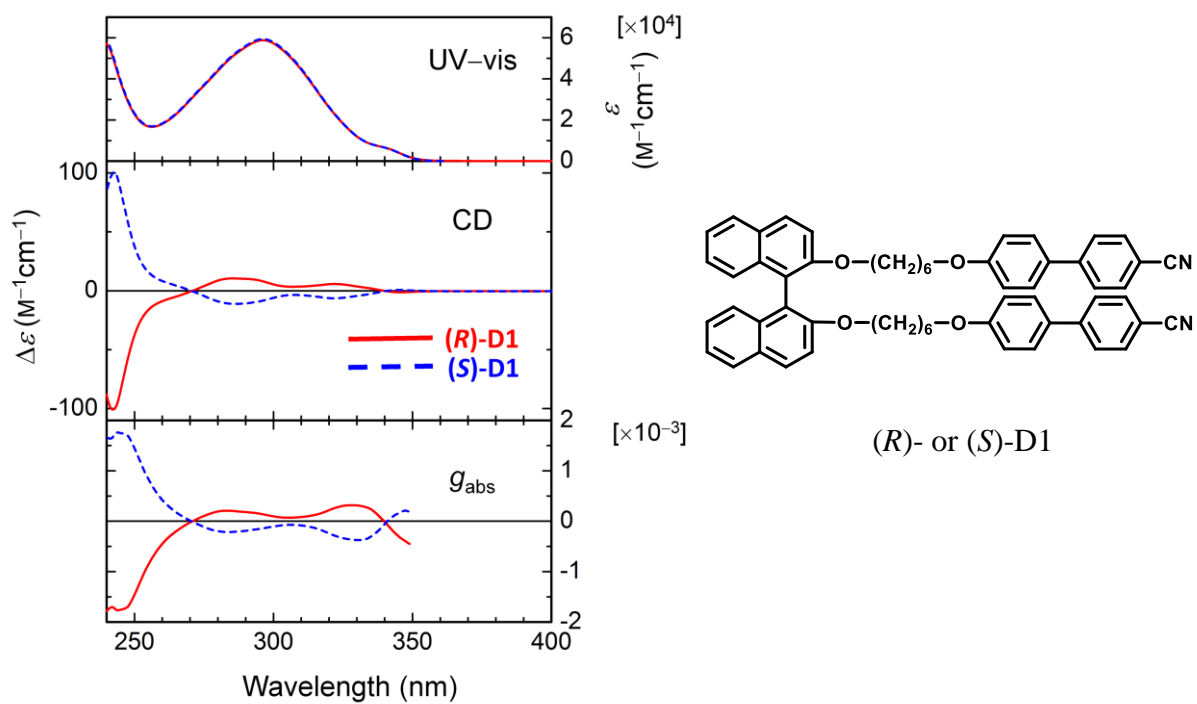 UV–vis
[×10⁴]
6
4
2
0
ε
(M⁻¹cm⁻¹)
CD
100
0
-100
Δε (M⁻¹cm⁻¹)
(R)-D1
(S)-D1
gabs
[×10⁻³]
2
1
0
-1
-2
240
300
350
400
Wavelength (nm)
O (CH₂)₆ O CN
O (CH₂)₆ O CN
(R)- or (S)-D1